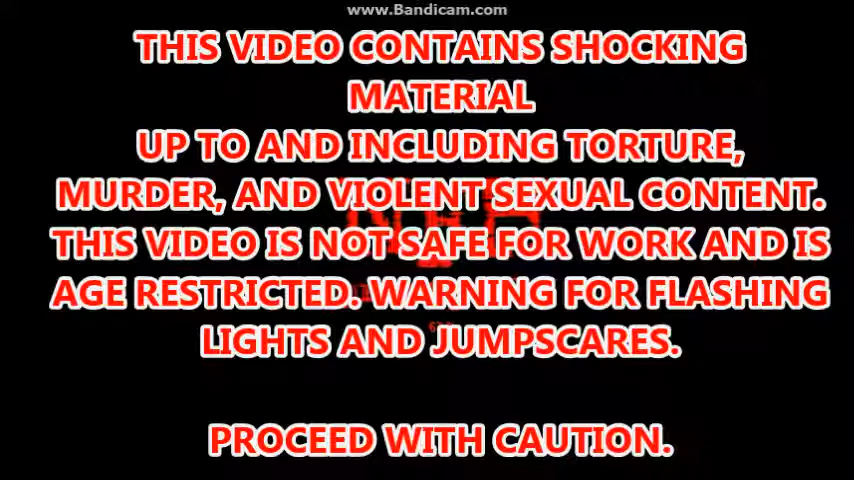 www.Bandicam.com
THIS VIDEO CONTAINS SHOCKING
MATERIAL
UP TO AND INCLUDING TORTURE,
MURDER, AND VIOLENT SEXUAL CONTENT.
THIS VIDEO IS NOT SAFE FOR WORK AND IS
AGE RESTRICTED. WARNING FOR FLASHING
LIGHTS AND JUMPSCARES.
PROCEED WITH CAUTION.